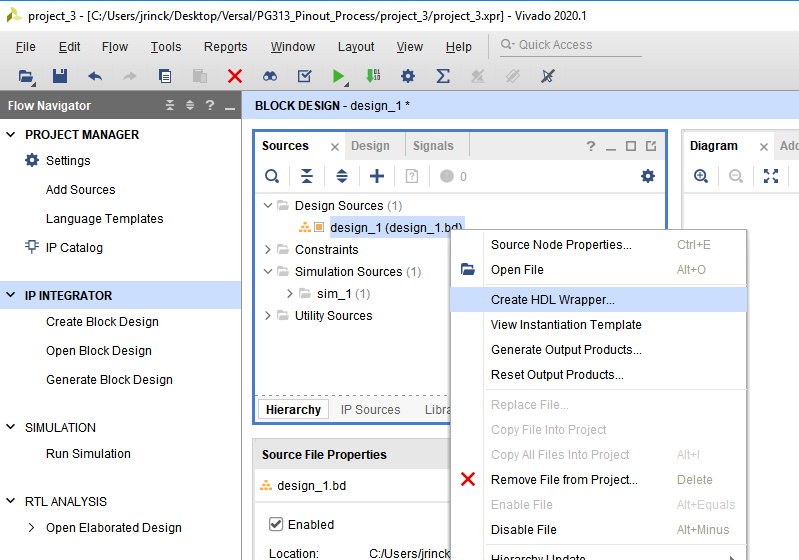 project_3 - [C:/Users/jrinck/Desktop/Versal/PG313_Pinout_Process/project_3/project_3.xpr] - Vivado 2020.1
File Edit Flow Tools Reports Window Layout View Help Quick Access
Flow Navigator
PROJECT MANAGER
Settings
Add Sources
Language Templates
IP Catalog
IP INTEGRATOR
Create Block Design
Open Block Design
Generate Block Design
SIMULATION
Run Simulation
RTL ANALYSIS
Open Elaborated Design
BLOCK DESIGN - design_1 *
Sources Design Signals
0
Design Sources (1)
design_1 (design_1.bd)
Constraints
Simulation Sources (1)
sim_1 (1)
Utility Sources
Hierarchy IP Sources Libra
Source File Properties
design_1.bd
Enabled
Location: C:/Users/jrinck
Diagram Add
Source Node Properties... Ctrl+E
Open File Alt+O
Create HDL Wrapper...
View Instantiation Template
Generate Output Products...
Reset Output Products...
Replace File...
Copy File Into Project
Copy All Files Into Project Alt+I
Remove File from Project... Delete
Enable File Alt+Equals
Disable File Alt+Minus
Hierarchy Update